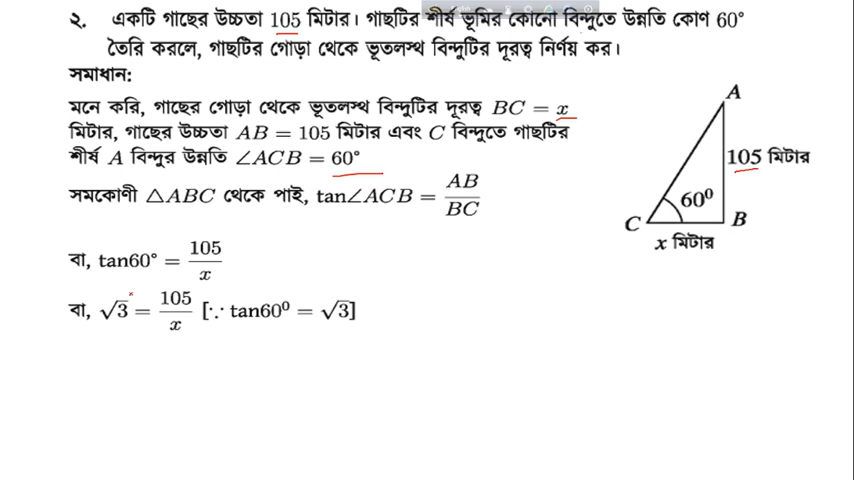 ২. একটি গাছের উচ্চতা 105 মিটার। গাছটির শীর্ষ ভূমির কোনো বিন্দুতে উন্নতি কোণ 60°
তৈরি করলে, গাছটির গোড়া থেকে ভূতলস্থ বিন্দুটির দূরত্ব নির্ণয় কর।
সমাধান:
মনে করি, গাছের গোড়া থেকে ভূতলস্থ বিন্দুটির দূরত্ব BC = x
মিটার, গাছের উচ্চতা AB = 105 মিটার এবং C বিন্দুতে গাছটির
শীর্ষ A বিন্দুর উন্নতি ∠ACB = 60°
সমকোণী △ABC থেকে পাই, tan∠ACB = AB/BC
বা, tan60° = 105/x
বা, √3 = 105/x [∵ tan60⁰ = √3]
A
105 মিটার
60⁰
C
B
x মিটার